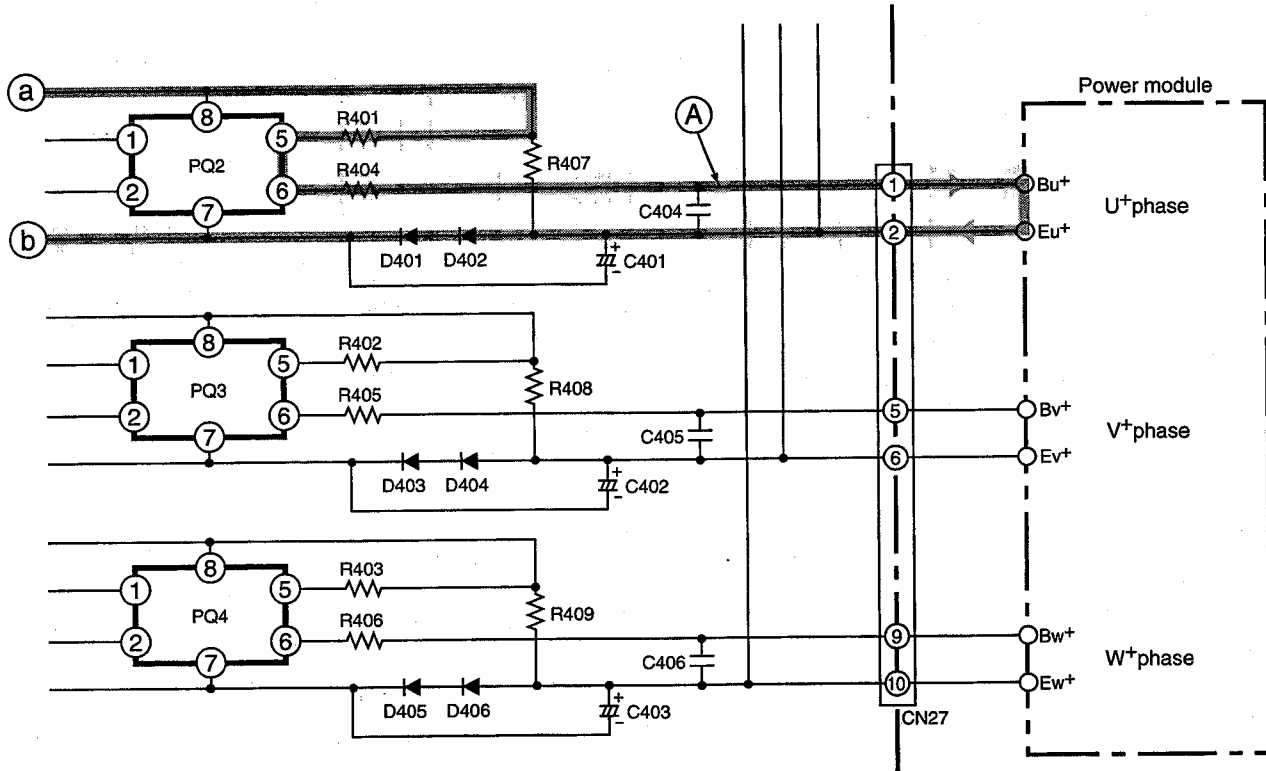 Power module
a
8
1
5
R401
A
PQ2
R407
R404
2
6
1
Bu+
C404
U+phase
7
b
2
Eu+
D401
D402
+
C401
-
8
1
5
R402
PQ3
R408
R405
2
6
5
Bv+
C405
V+phase
7
6
Ev+
D403
D404
+
C402
-
8
1
5
R403
PQ4
R409
R406
2
6
9
Bw+
C406
W+phase
7
10
Ew+
D405
D406
+
C403
-
CN27